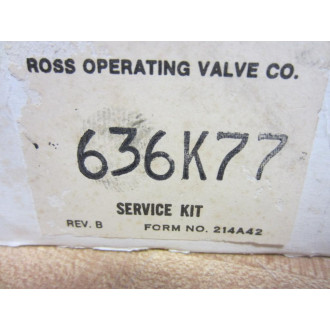 ROSS OPERATING VALVE CO.
636K77
SERVICE KIT
REV. B FORM NO. 214A42